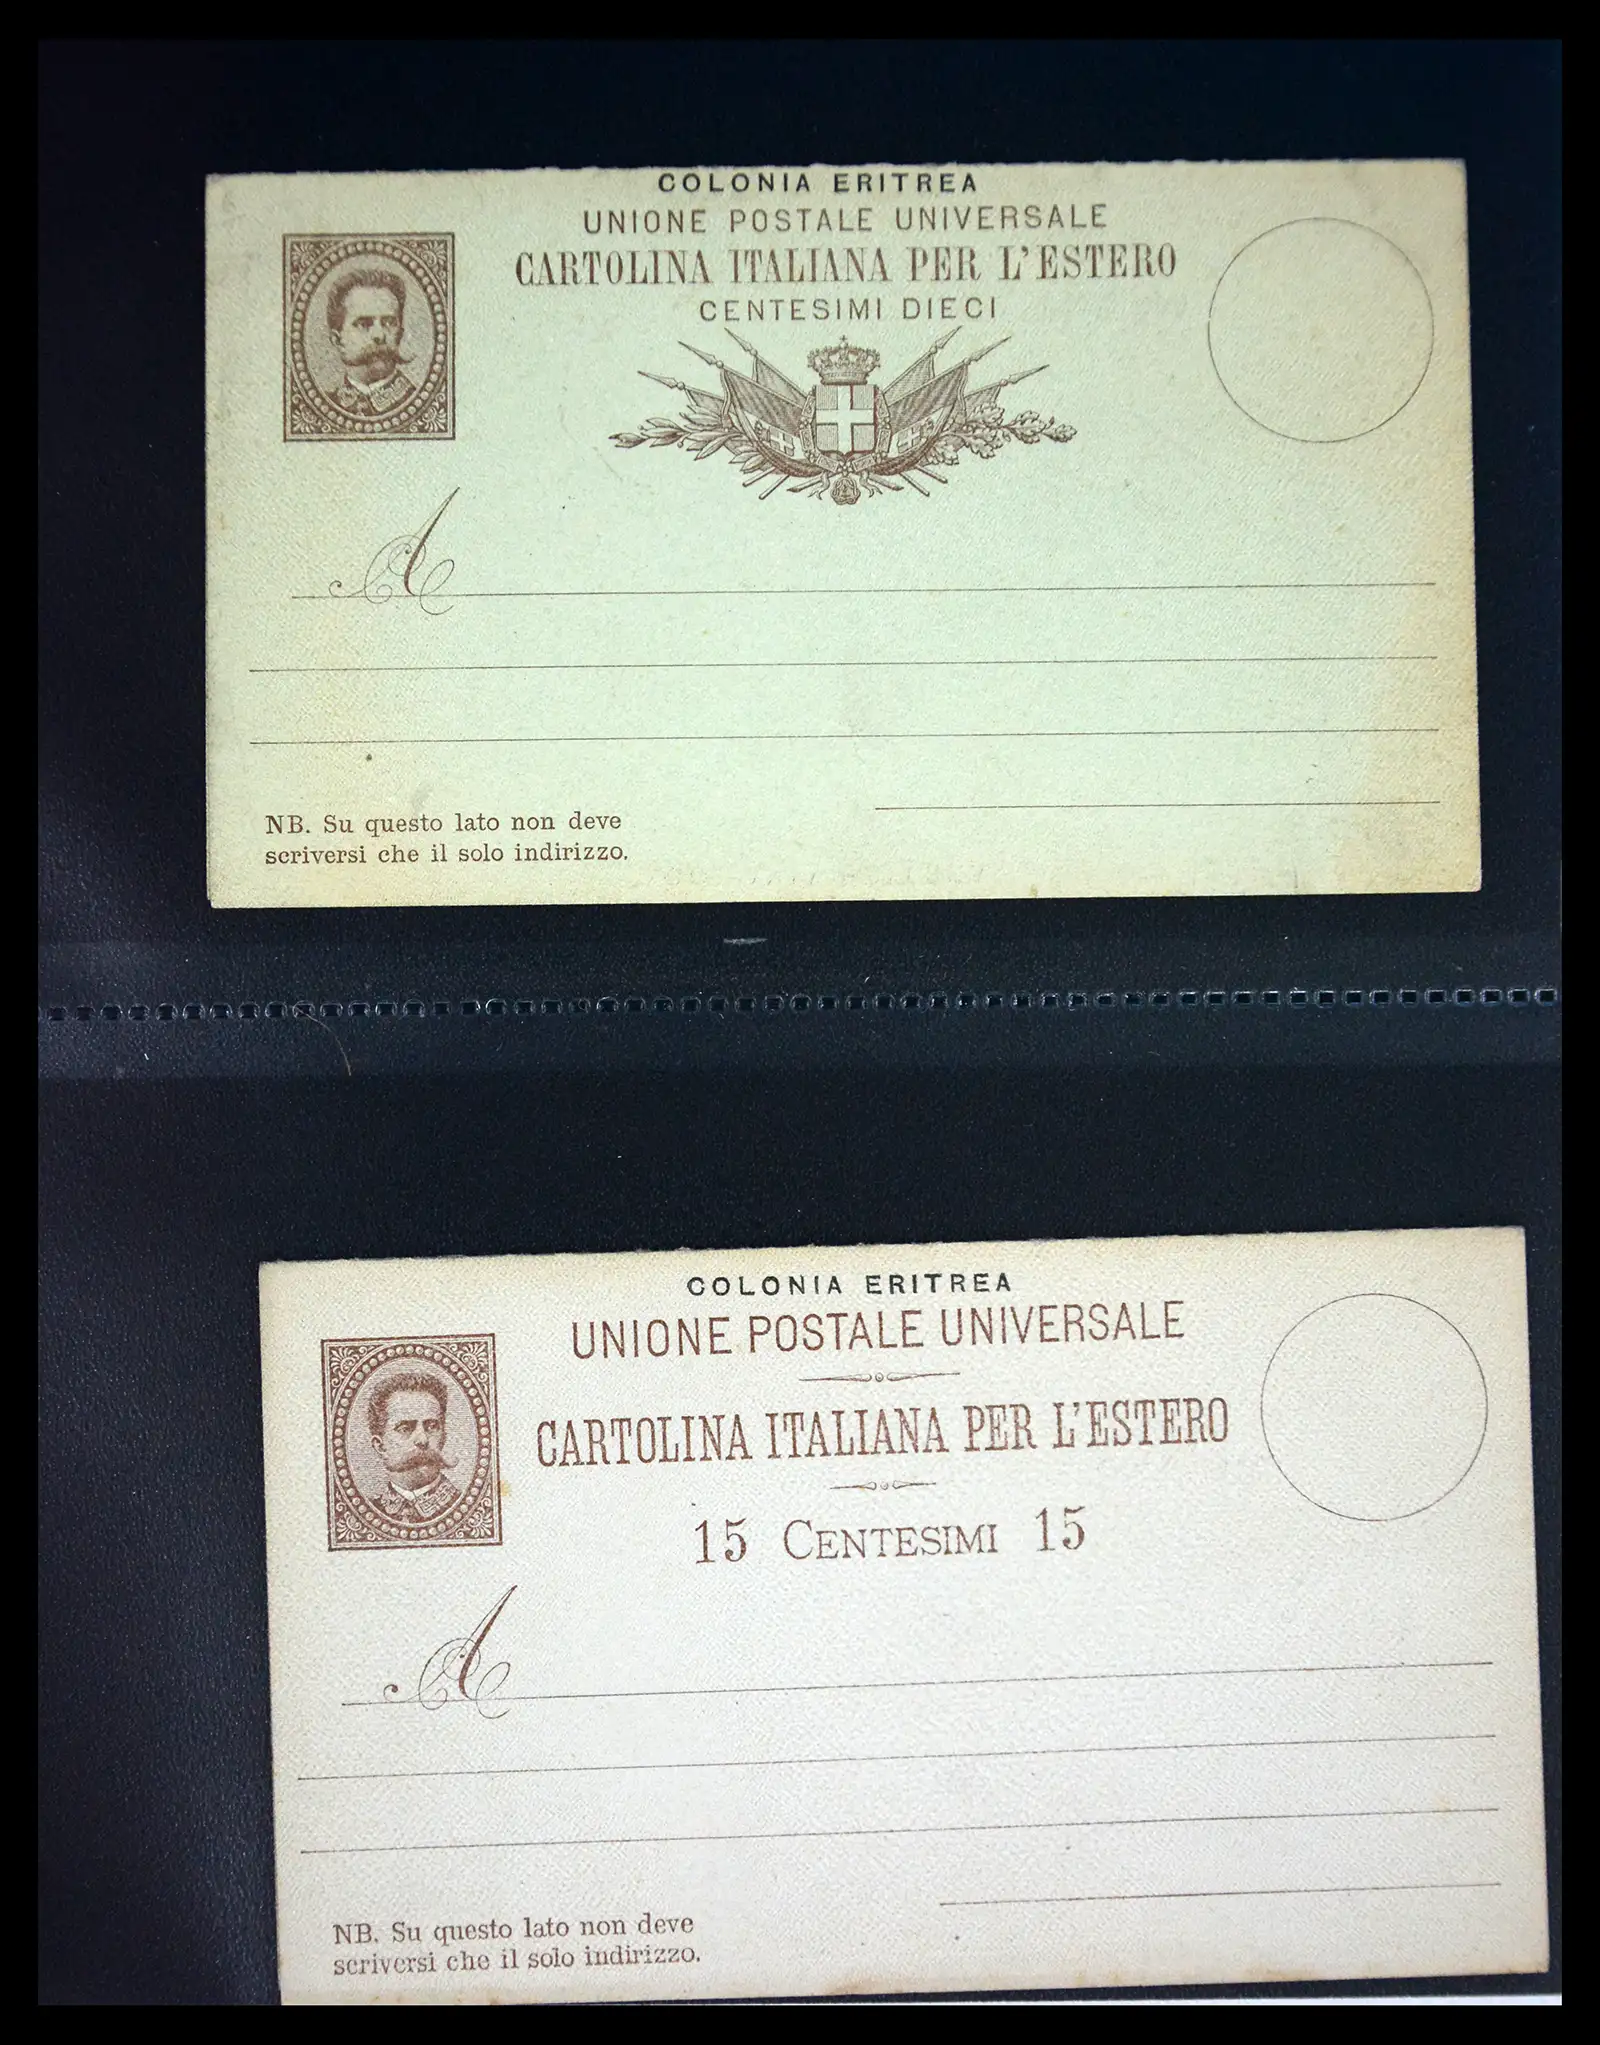 COLONIA ERITREA
UNIONE POSTALE UNIVERSALE
CARTOLINA ITALIANA PER L'ESTERO
CENTESIMI DIECI
A
NB. Su questo lato non deve
scriversi che il solo indirizzo.
COLONIA ERITREA
UNIONE POSTALE UNIVERSALE
CARTOLINA ITALIANA PER L'ESTERO
15 CENTESIMI 15
A
NB. Su questo lato non deve
scriversi che il solo indirizzo.